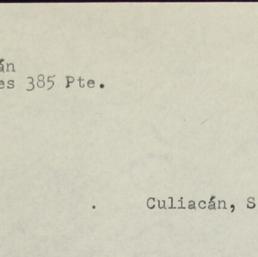 án
es 385 Pte.
. Culiacán, S